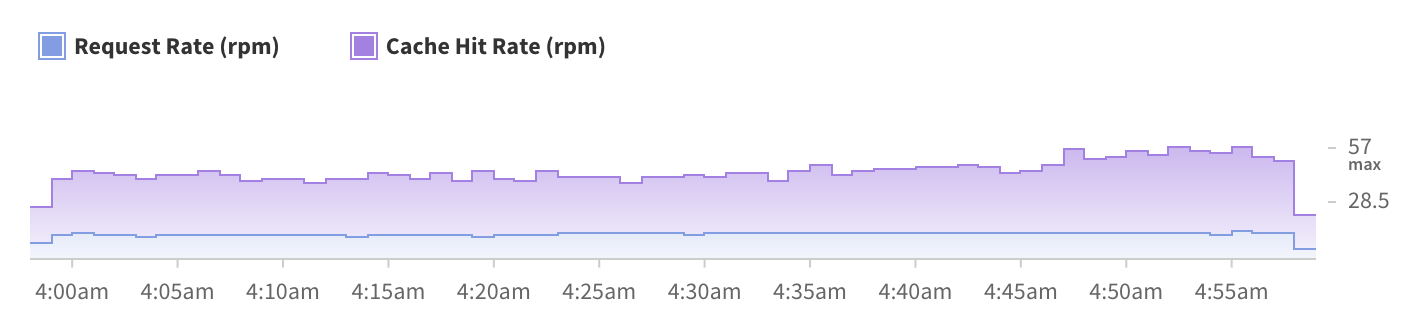 Request Rate (rpm) Cache Hit Rate (rpm)
57
max
28.5
4:00am 4:05am 4:10am 4:15am 4:20am 4:25am 4:30am 4:35am 4:40am 4:45am 4:50am 4:55am